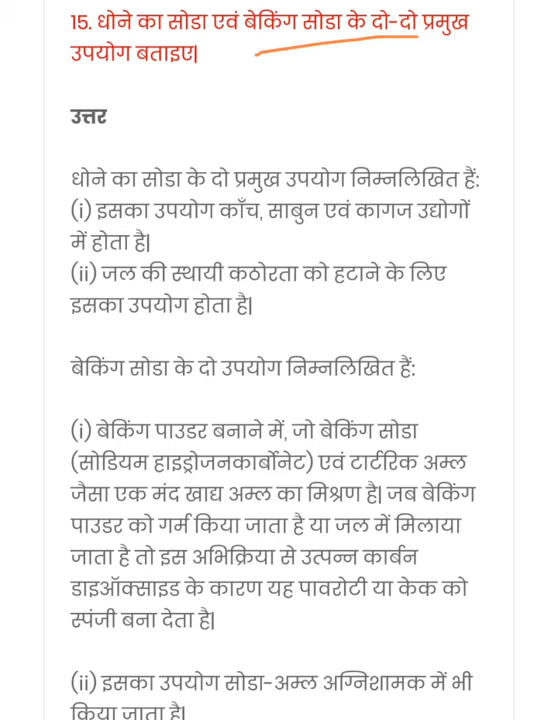 15. धोने का सोडा एवं बेकिंग सोडा के दो-दो प्रमुख
उपयोग बताइए|
उत्तर
धोने का सोडा के दो प्रमुख उपयोग निम्नलिखित हैं:
(i) इसका उपयोग काँच, साबुन एवं कागज उद्योगों
में होता है|
(ii) जल की स्थायी कठोरता को हटाने के लिए
इसका उपयोग होता है|
बेकिंग सोडा के दो उपयोग निम्नलिखित हैं:
(i) बेकिंग पाउडर बनाने में, जो बेकिंग सोडा
(सोडियम हाइड्रोजनकार्बोनेट) एवं टार्टरिक अम्ल
जैसा एक मंद खाद्य अम्ल का मिश्रण है| जब बेकिंग
पाउडर को गर्म किया जाता है या जल में मिलाया
जाता है तो इस अभिक्रिया से उत्पन्न कार्बन
डाइऑक्साइड के कारण यह पावरोटी या केक को
स्पंजी बना देता है|
(ii) इसका उपयोग सोडा-अम्ल अग्निशामक में भी
किया जाता है|